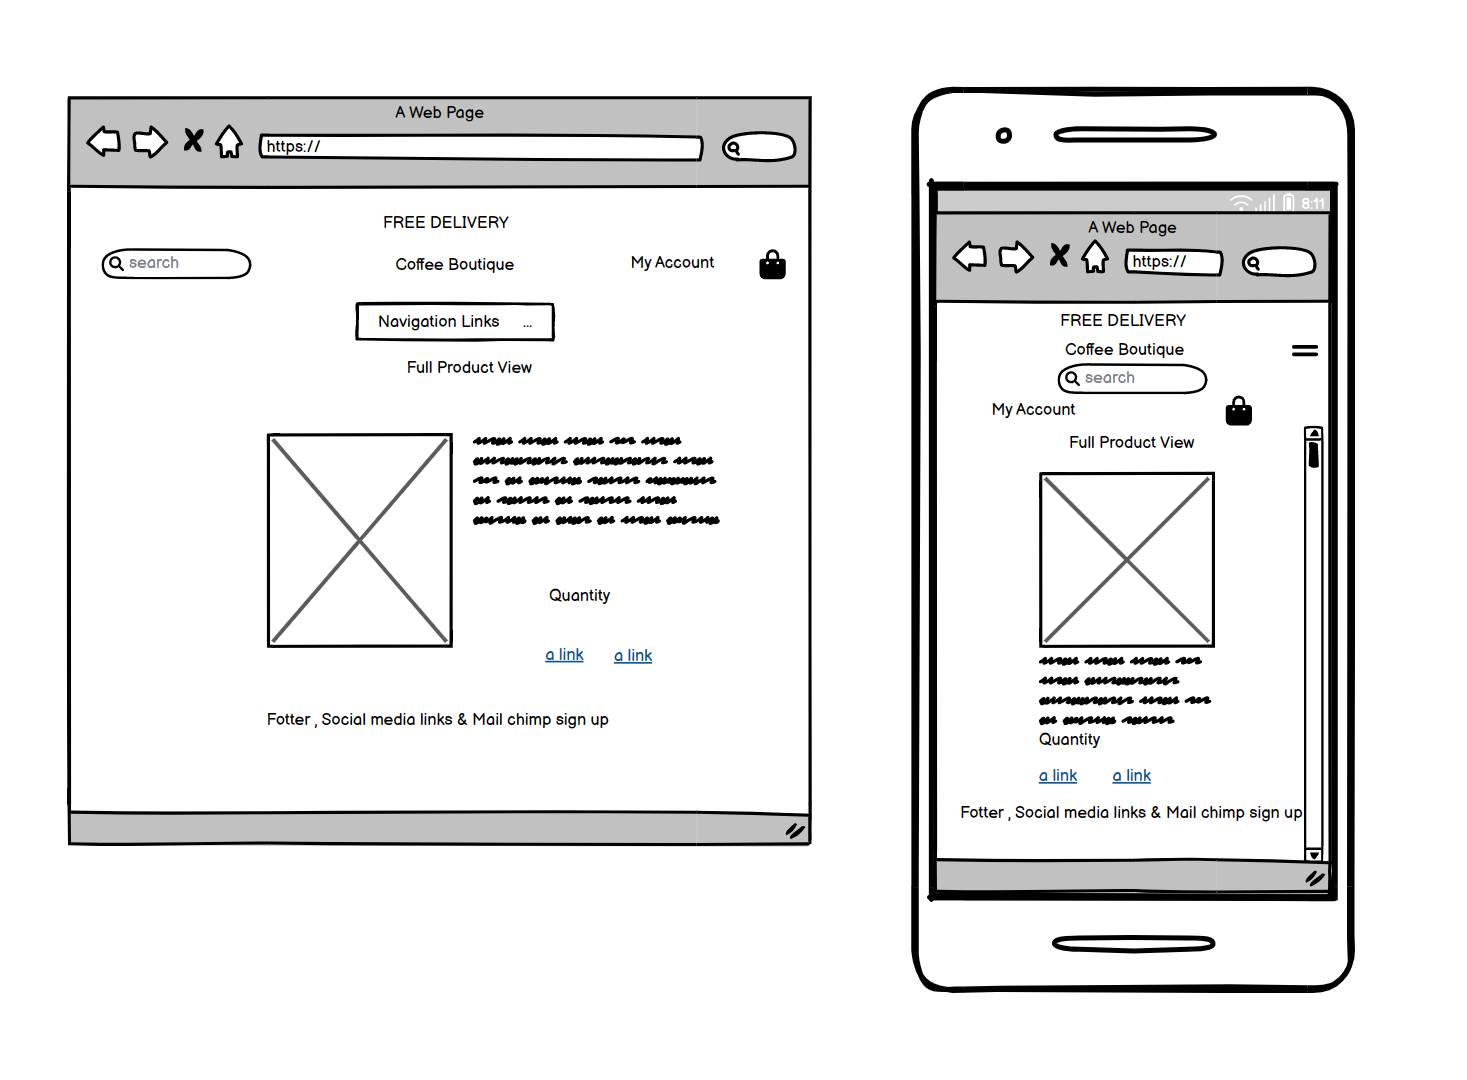 A Web Page
https://
FREE DELIVERY
search
Coffee Boutique
My Account
Navigation Links ...
Full Product View
Quantity
a link a link
Fotter , Social media links & Mail chimp sign up
8:11
A Web Page
https://
FREE DELIVERY
Coffee Boutique
search
My Account
Full Product View
Quantity
a link a link
Fotter , Social media links & Mail chimp sign up